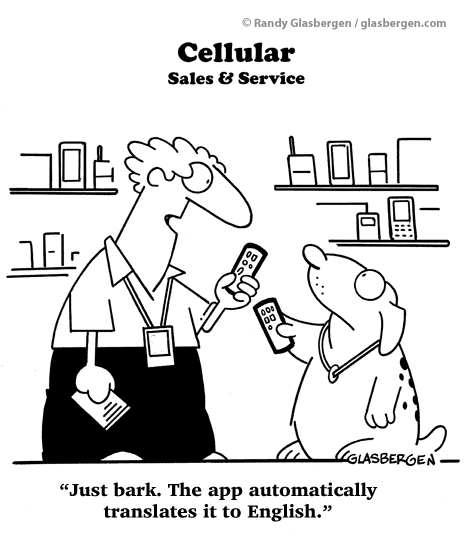 © Randy Glasbergen / glasbergen.com
Cellular
Sales & Service
GLASBERGEN
“Just bark. The app automatically
translates it to English.”